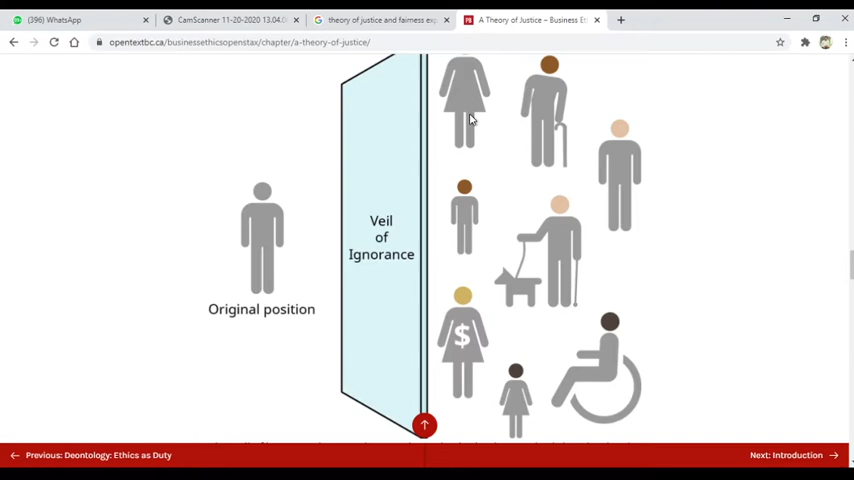 (396) WhatsApp
CamScanner 11-20-2020 13.04.0
theory of justice and fairness exp
A Theory of Justice – Business Et
opentextbc.ca/businessethicsopenstax/chapter/a-theory-of-justice/
Veil
of
Ignorance
Original position
$
Previous: Deontology: Ethics as Duty
Next: Introduction